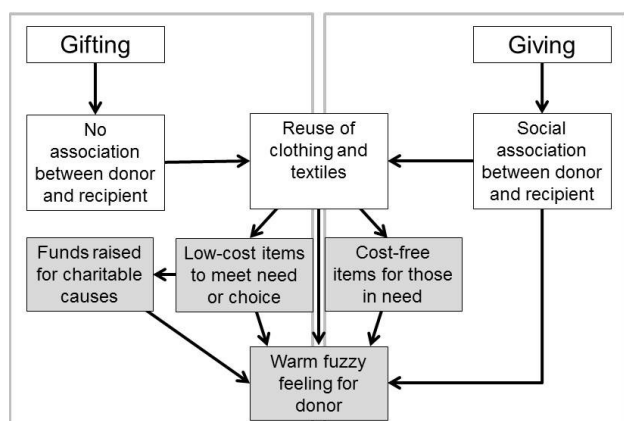 Gifting
Giving
No
association
between donor
and recipient
Reuse of
clothing and
textiles
Social
association
between donor
and recipient
Funds raised
for charitable
causes
Low-cost items
to meet need
or choice
Cost-free
items for those
in need
Warm fuzzy
feeling for
donor